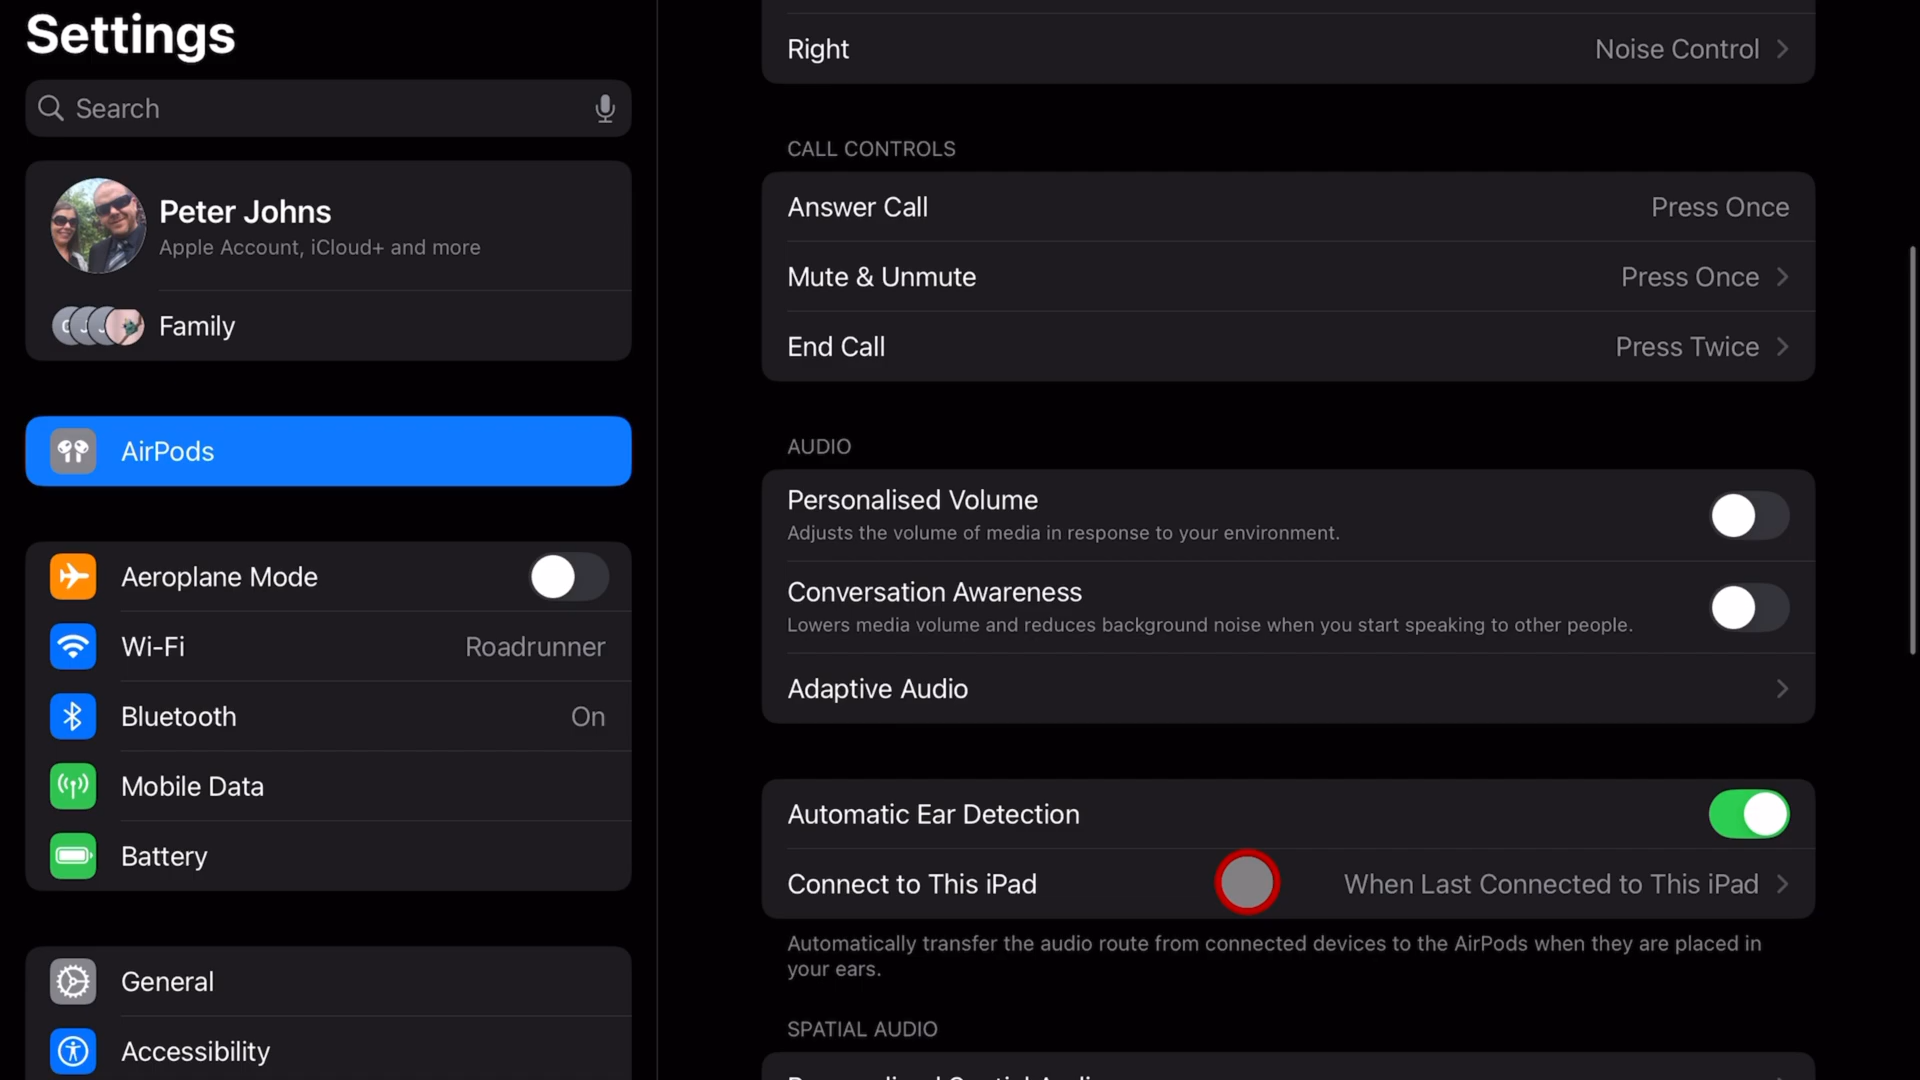 Settings
Search
Peter Johns
Apple Account, iCloud+ and more
Family
AirPods
Aeroplane Mode
Wi-Fi Roadrunner
Bluetooth On
Mobile Data
Battery
General
Accessibility
Right Noise Control
CALL CONTROLS
Answer Call Press Once
Mute & Unmute Press Once
End Call Press Twice
AUDIO
Personalised Volume
Adjusts the volume of media in response to your environment.
Conversation Awareness
Lowers media volume and reduces background noise when you start speaking to other people.
Adaptive Audio
Automatic Ear Detection
Connect to This iPad When Last Connected to This iPad
Automatically transfer the audio route from connected devices to the AirPods when they are placed in
your ears.
SPATIAL AUDIO